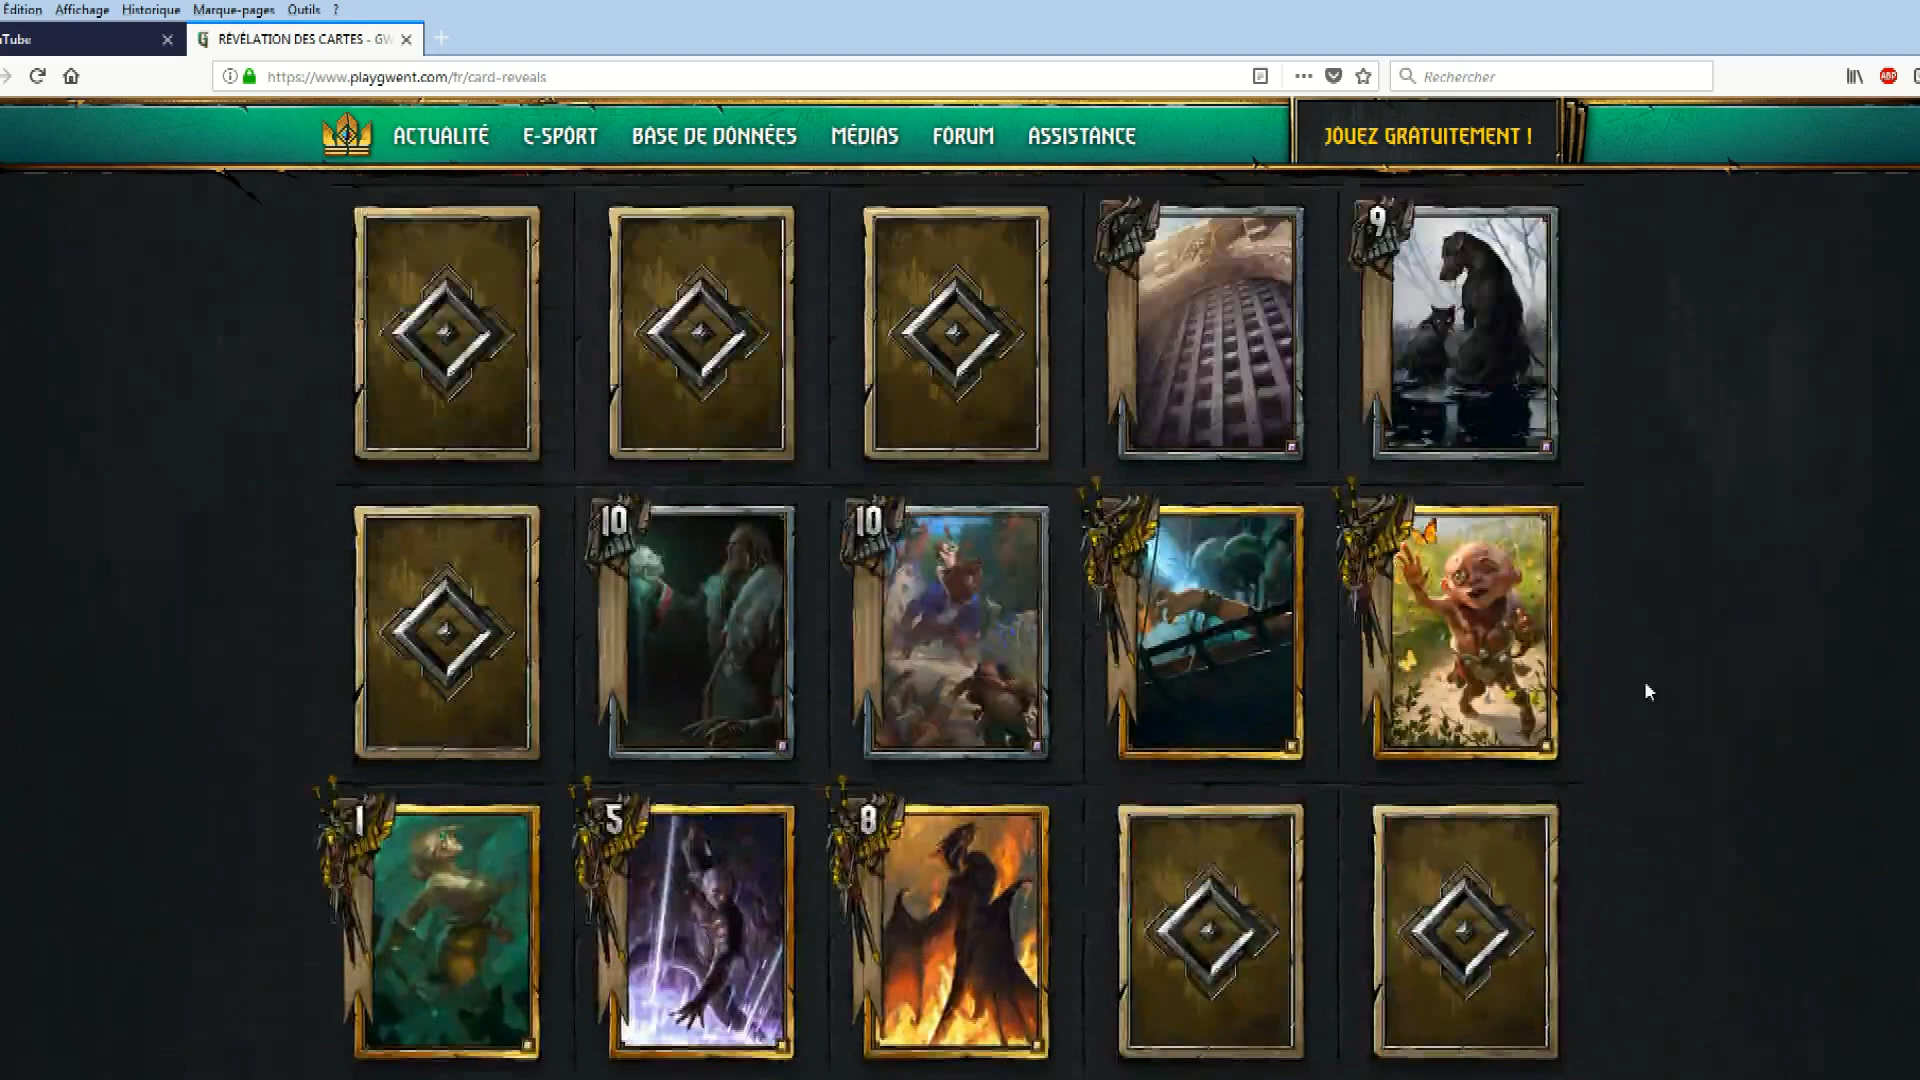 Édition Affichage Historique Marque-pages Outils ?
Tube
RÉVÉLATION DES CARTES - GW
https://www.playgwent.com/fr/card-reveals
Rechercher
ABP
ACTUALITÉ E-SPORT BASE DE DONNÉES MÉDIAS FORUM ASSISTANCE JOUEZ GRATUITEMENT !
9
10 10
1 5 8